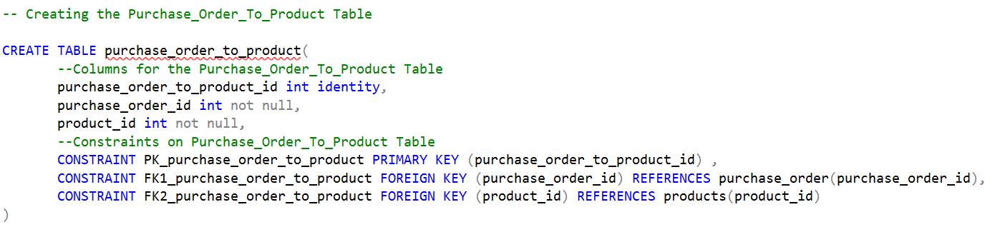 -- Creating the Purchase_Order_To_Product Table
CREATE TABLE purchase_order_to_product(
--Columns for the Purchase_Order_To_Product Table
purchase_order_to_product_id int identity,
purchase_order_id int not null,
product_id int not null,
--Constraints on Purchase_Order_To_Product Table
CONSTRAINT PK_purchase_order_to_product PRIMARY KEY (purchase_order_to_product_id) ,
CONSTRAINT FK1_purchase_order_to_product FOREIGN KEY (purchase_order_id) REFERENCES purchase_order(purchase_order_id),
CONSTRAINT FK2_purchase_order_to_product FOREIGN KEY (product_id) REFERENCES products(product_id)
)